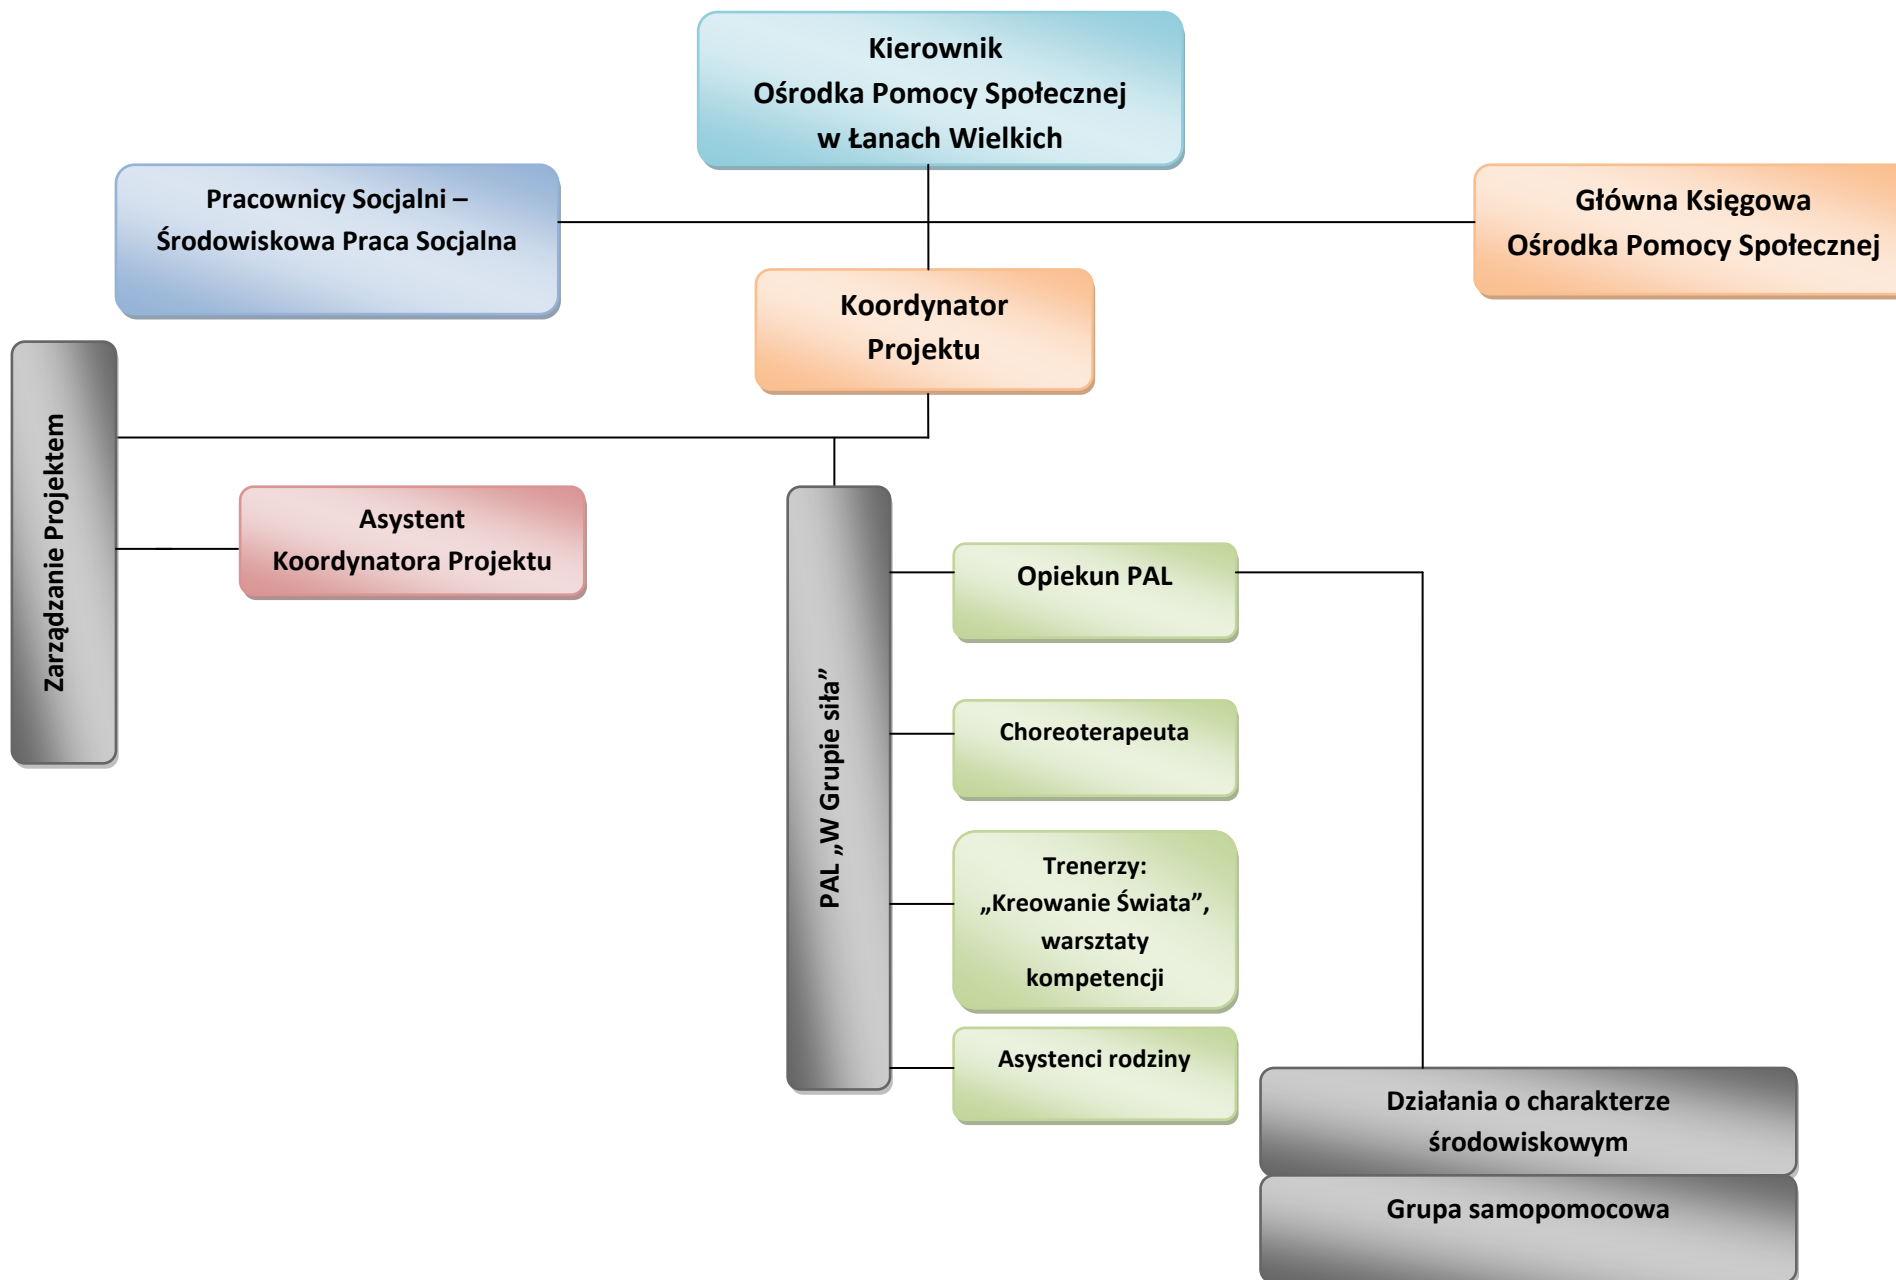 Kierownik
Ośrodka Pomocy Społecznej
w Łanach Wielkich
Pracownicy Socjalni –
Środowiskowa Praca Socjalna
Główna Księgowa
Ośrodka Pomocy Społecznej
Koordynator
Projektu
Zarządzanie Projektem
Asystent
Koordynatora Projektu
PAL „W Grupie siła”
Opiekun PAL
Choreoterapeuta
Trenerzy:
„Kreowanie Świata”,
warsztaty
kompetencji
Asystenci rodziny
Działania o charakterze
środowiskowym
Grupa samopomocowa